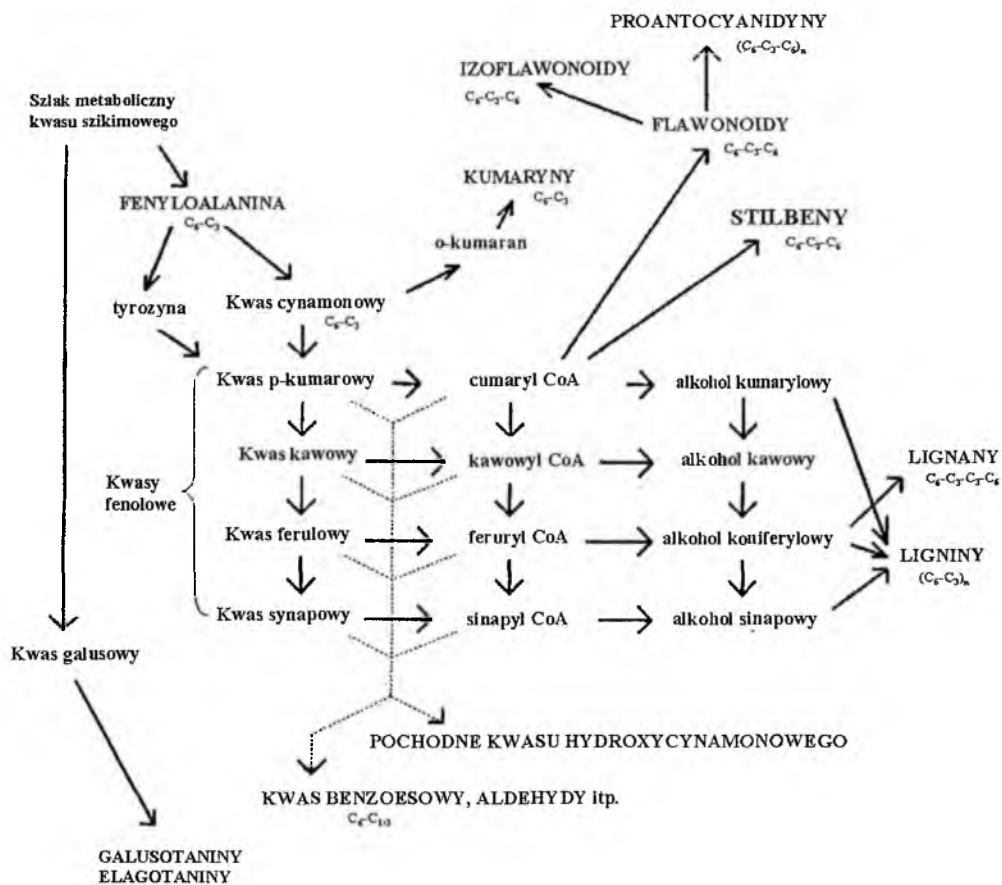 PROANTOCYANIDYNY
(C₆-C₃-C₆)ₙ
IZOFLAWONOIDY
C₆-C₃-C₆
Szlak metaboliczny
kwasu szikimowego
FLAWONOIDY
C₆-C₃-C₆
KUMARYNY
C₆-C₃
FENYLOALANINA
C₆-C₃
STILBENY
C₆-C₂-C₆
o-kumaran
tyrozyna
Kwas cynamonowy
C₆-C₃
Kwas p-kumarowy
cumaryl CoA
alkohol kumarylowy
Kwas kawowy
kawowyl CoA
alkohol kawowy
LIGNANY
C₆-C₃-C₃-C₆
Kwasy
fenolowe
Kwas ferulowy
feruryl CoA
alkohol koniferylowy
LIGNINY
(C₆-C₃)ₙ
Kwas synapowy
sinapyl CoA
alkohol sinapowy
Kwas galusowy
POCHODNE KWASU HYDROXYCYNAMONOWEGO
KWAS BENZOESOWY, ALDEHYDY itp.
GALUSOTANINY
ELAGOTANINY